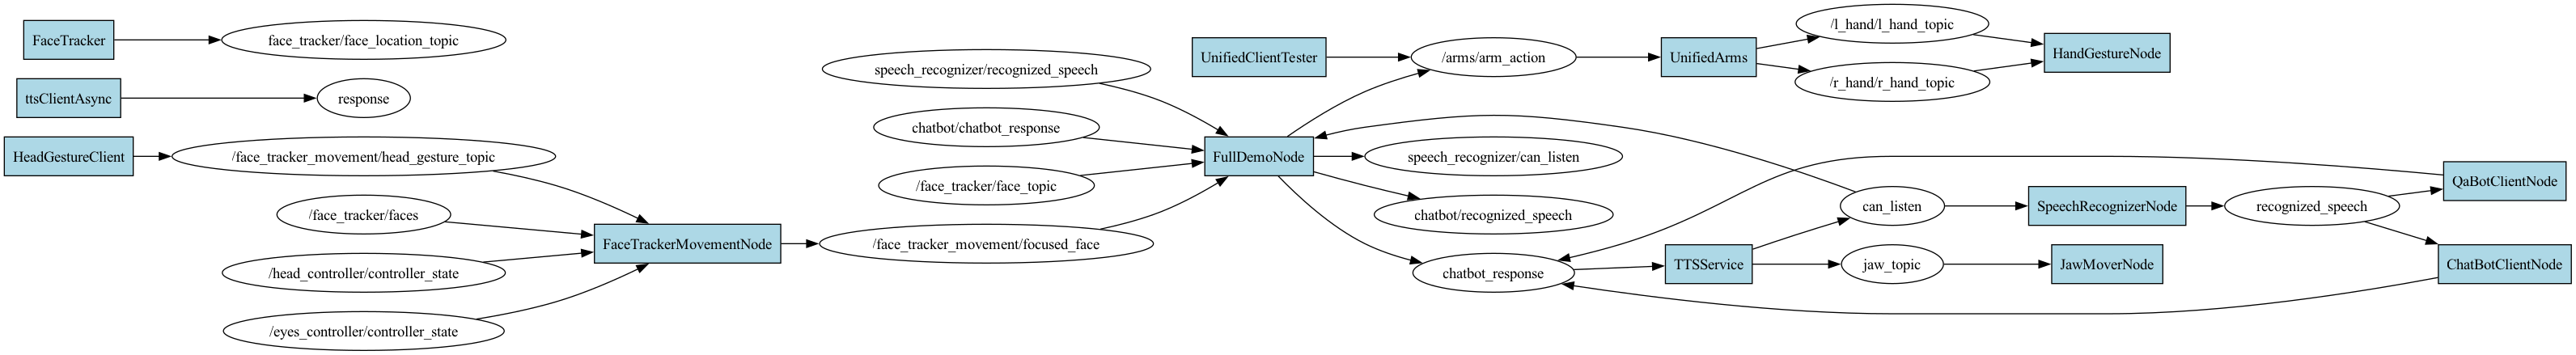 FaceTracker
face_tracker/face_location_topic
ttsClientAsync
response
HeadGestureClient
/face_tracker_movement/head_gesture_topic
/face_tracker/faces
/head_controller/controller_state
/eyes_controller/controller_state
FaceTrackerMovementNode
/face_tracker_movement/focused_face
speech_recognizer/recognized_speech
chatbot/chatbot_response
/face_tracker/face_topic
UnifiedClientTester
FullDemoNode
/arms/arm_action
speech_recognizer/can_listen
chatbot/recognized_speech
chatbot_response
UnifiedArms
TTSService
/l_hand/l_hand_topic
/r_hand/r_hand_topic
can_listen
jaw_topic
HandGestureNode
SpeechRecognizerNode
JawMoverNode
recognized_speech
QaBotClientNode
ChatBotClientNode